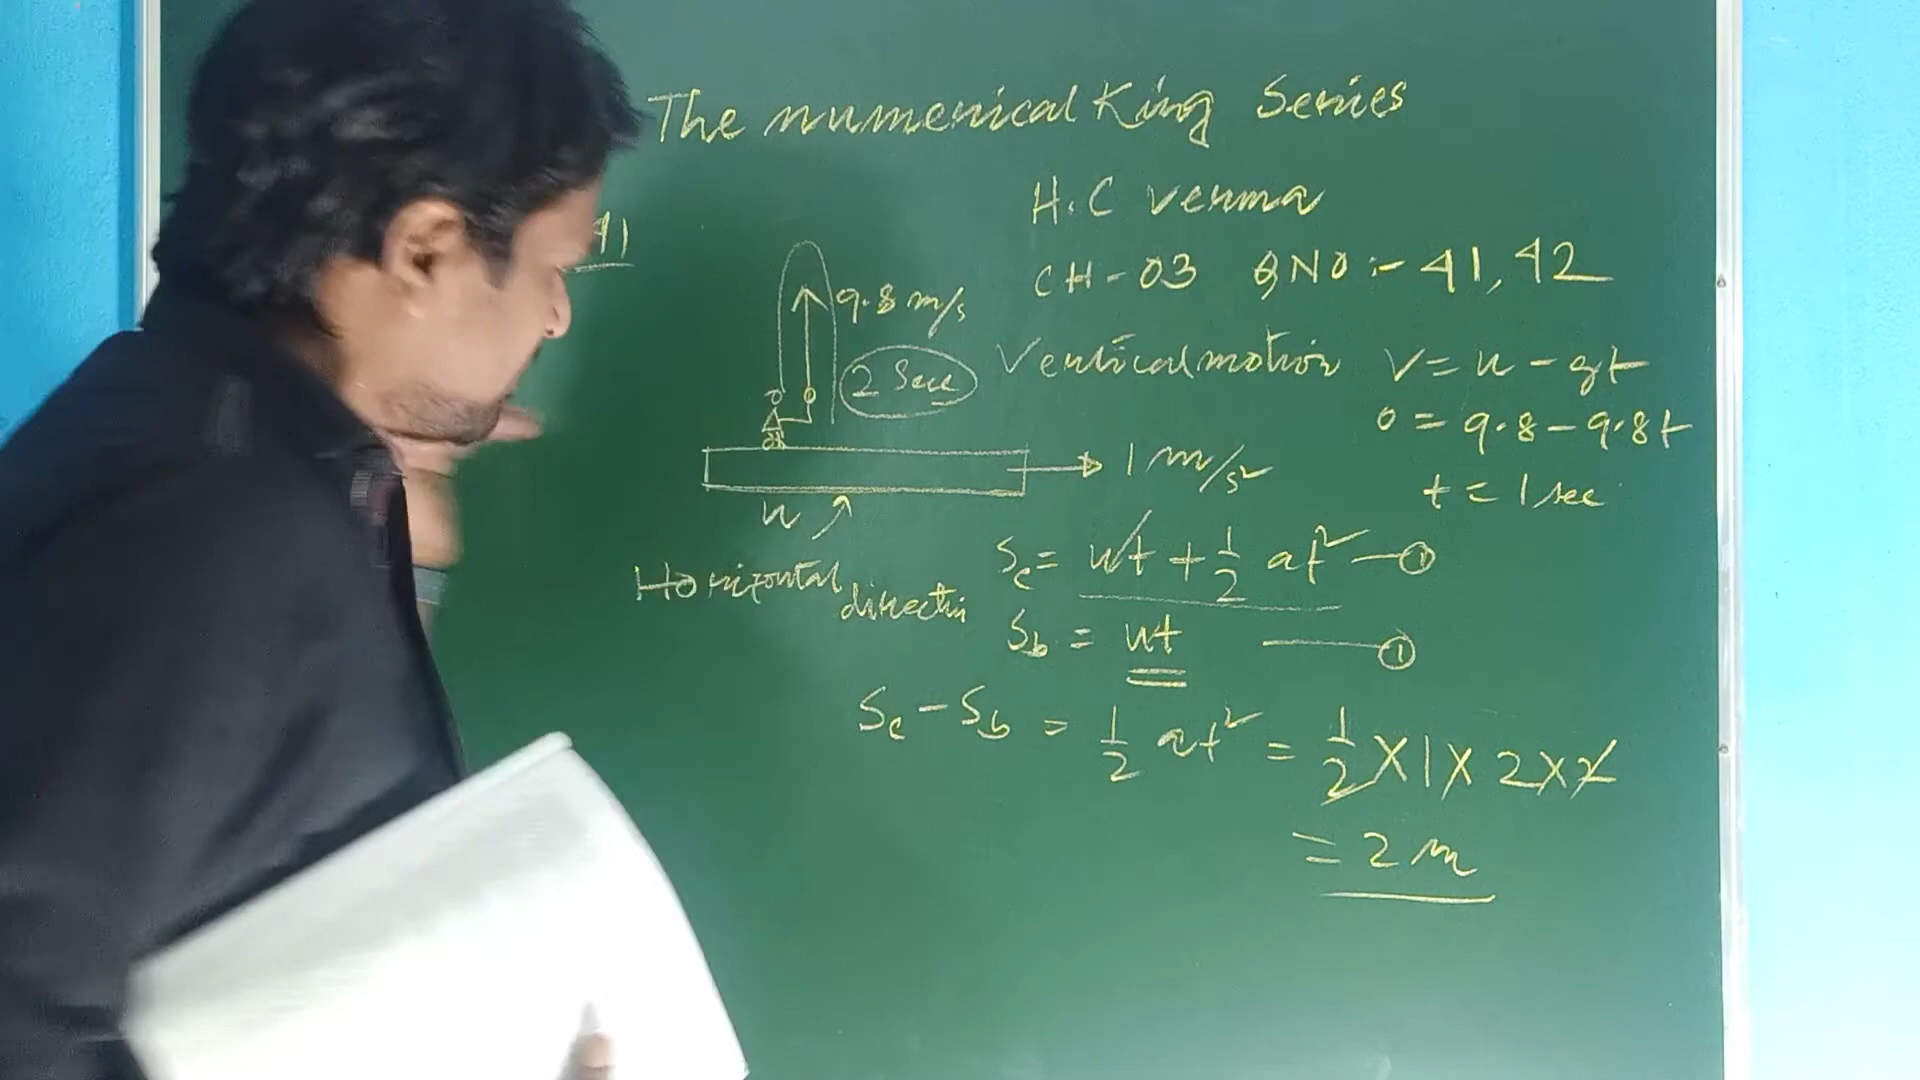 The numerical King Series
H.C Verma
41)
CH-03 QNO:- 41, 42
9.8 m/s
2 Sec
Vertical motion V = u - gt
0 = 9.8 - 9.8t
t = 1 sec
1 m/s²
u
Horizontal direction
Sc = ut + 1/2 at² — ①
Sb = ut — ①
Sc - Sb = 1/2 at² = 1/2 X 1 X 2 X 2
= 2 m